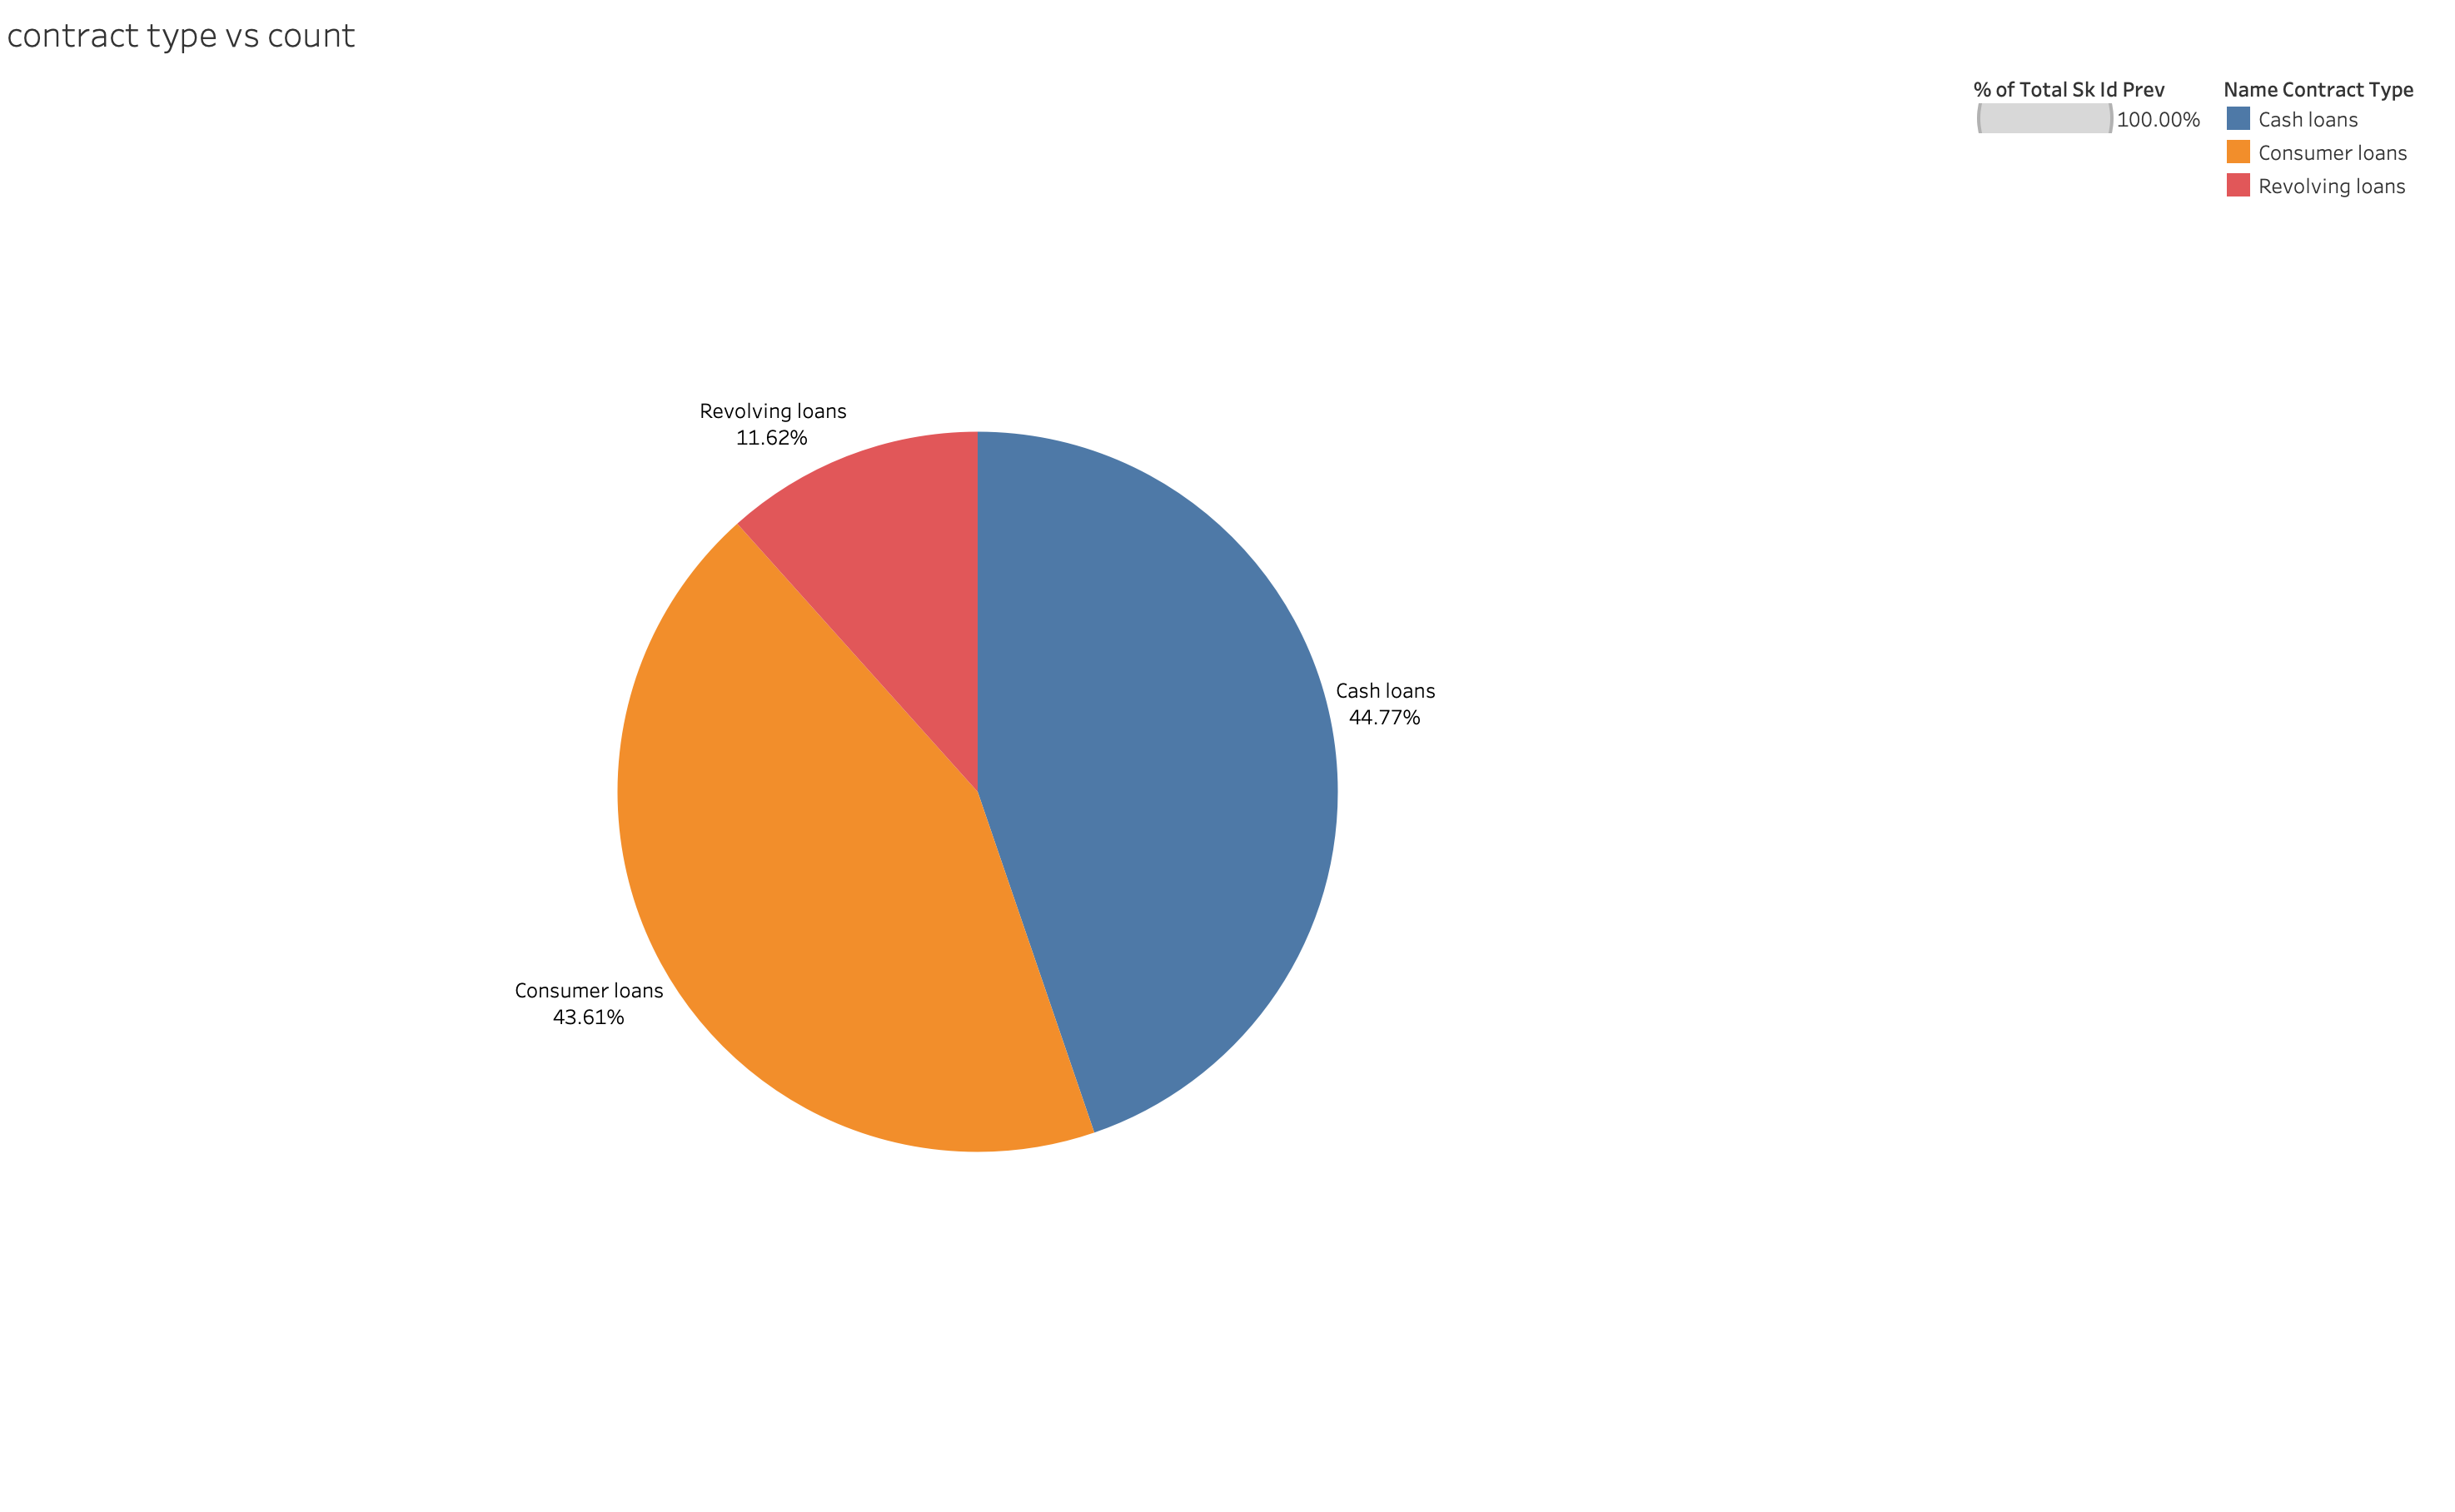 contract type vs count
% of Total Sk Id Prev
100.00%
Name Contract Type
Cash loans
Consumer loans
Revolving loans
Revolving loans
11.62%
Cash loans
44.77%
Consumer loans
43.61%